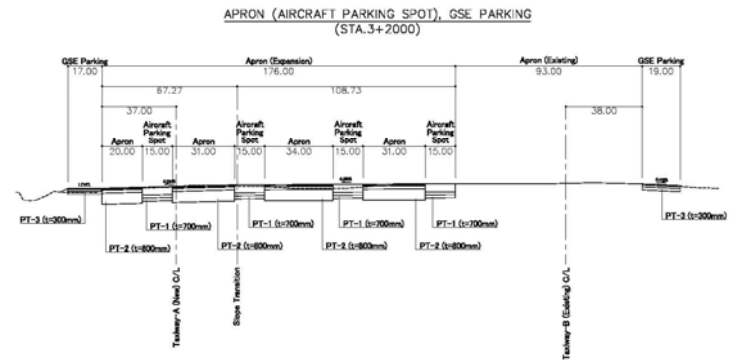 APRON (AIRCRAFT PARKING SPOT), GSE PARKING
(STA.3+2000)
GSE Parking
Apron (Expansion)
Apron (Existing)
GSE Parking
17.00
176.00
93.00
19.00
67.27
108.73
37.00
38.00
Apron
Aircraft
Parking
Spot
Apron
Aircraft
Parking
Spot
Apron
Aircraft
Parking
Spot
Apron
Aircraft
Parking
Spot
20.00
15.00
31.00
15.00
34.00
15.00
31.00
15.00
PT-3 (t=300mm)
PT-1 (t=700mm)
PT-1 (t=700mm)
PT-1 (t=700mm)
PT-1 (t=700mm)
PT-3 (t=300mm)
PT-2 (t=800mm)
PT-2 (t=800mm)
PT-2 (t=800mm)
PT-2 (t=800mm)
Taxiway-A (New) C/L
Slope Transition
Taxiway-B (Existing) C/L